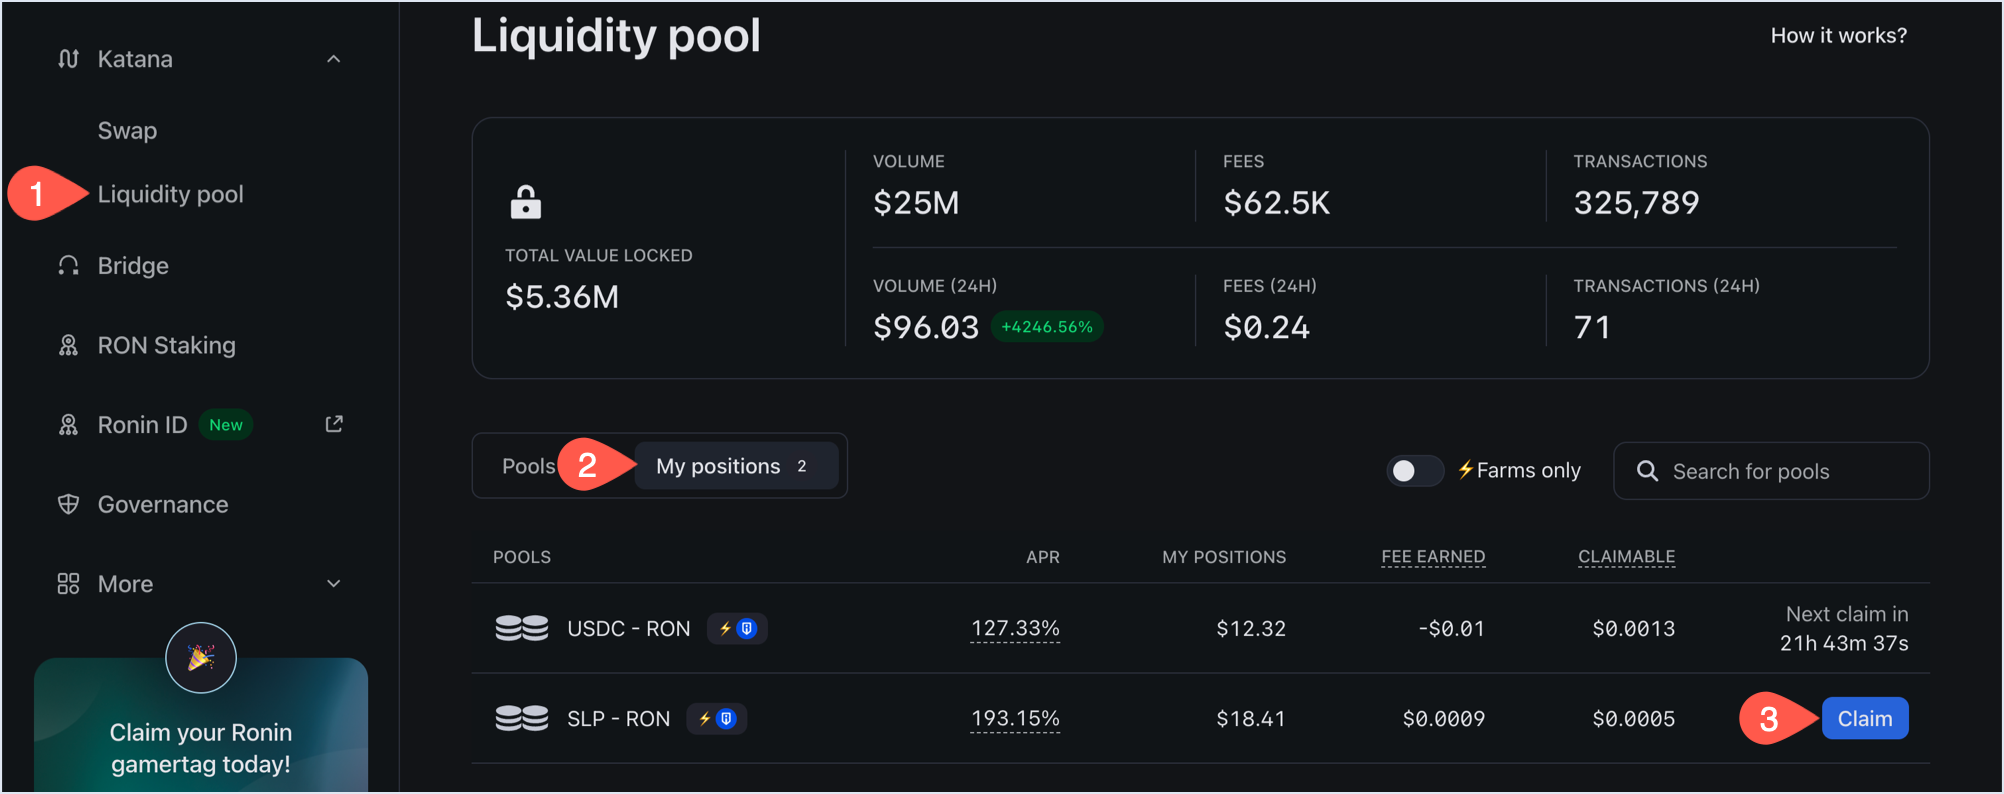 Katana
Swap
1
Liquidity pool
Bridge
RON Staking
Ronin ID New
Governance
More
Claim your Ronin
gamertag today!
Liquidity pool
How it works?
TOTAL VALUE LOCKED
$5.36M
VOLUME
$25M
FEES
$62.5K
TRANSACTIONS
325,789
VOLUME (24H)
$96.03 +4246.56%
FEES (24H)
$0.24
TRANSACTIONS (24H)
71
Pools 2 My positions 2
Farms only
Search for pools
POOLS APR MY POSITIONS FEE EARNED CLAIMABLE
USDC - RON 127.33% $12.32 -$0.01 $0.0013 Next claim in
21h 43m 37s
SLP - RON 193.15% $18.41 $0.0009 $0.0005 3 Claim